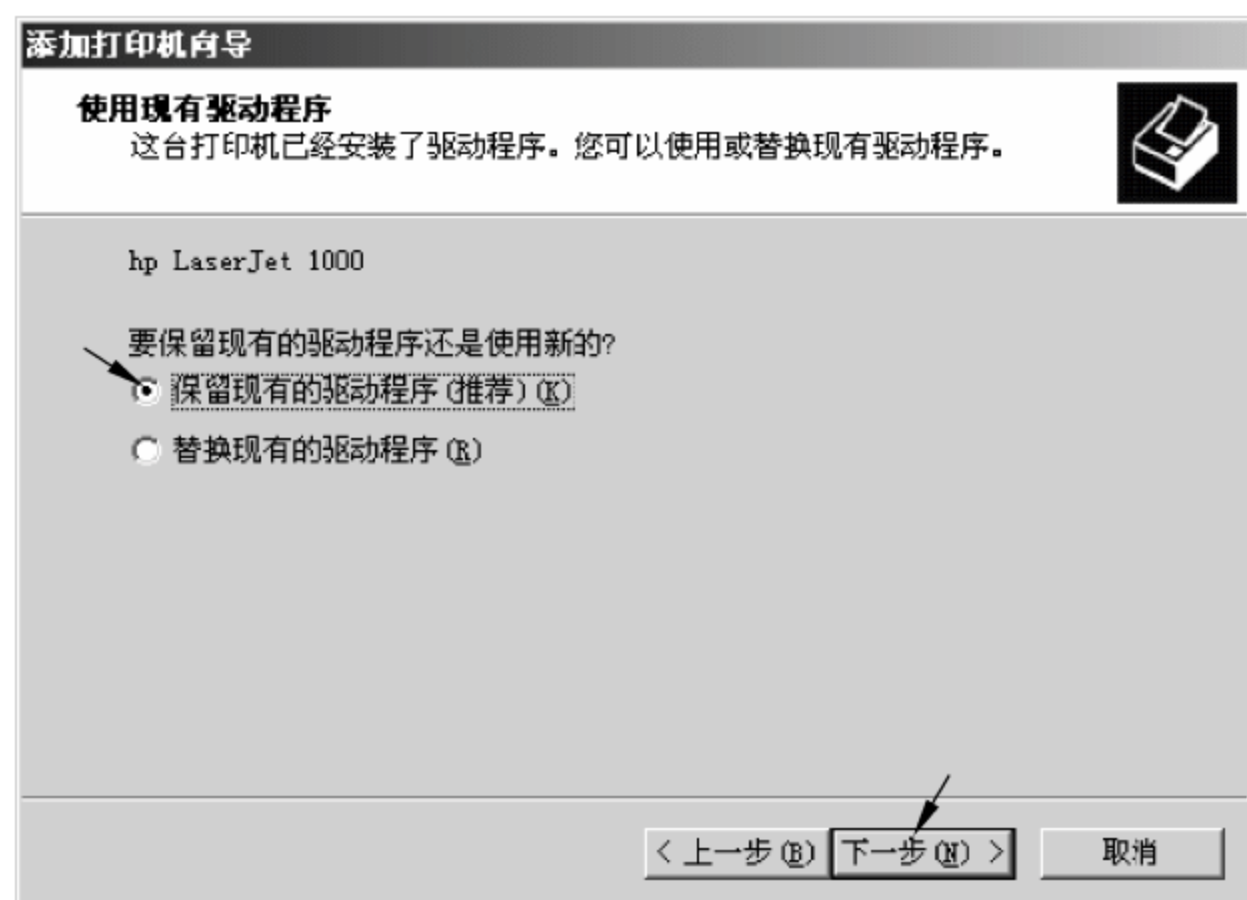 添加打印机向导
使用现有驱动程序
这台打印机已经安装了驱动程序。您可以使用或替换现有驱动程序。
hp LaserJet 1000
要保留现有的驱动程序还是使用新的?
保留现有的驱动程序(推荐)(K)
替换现有的驱动程序(R)
< 上一步(B) 下一步(N) > 取消